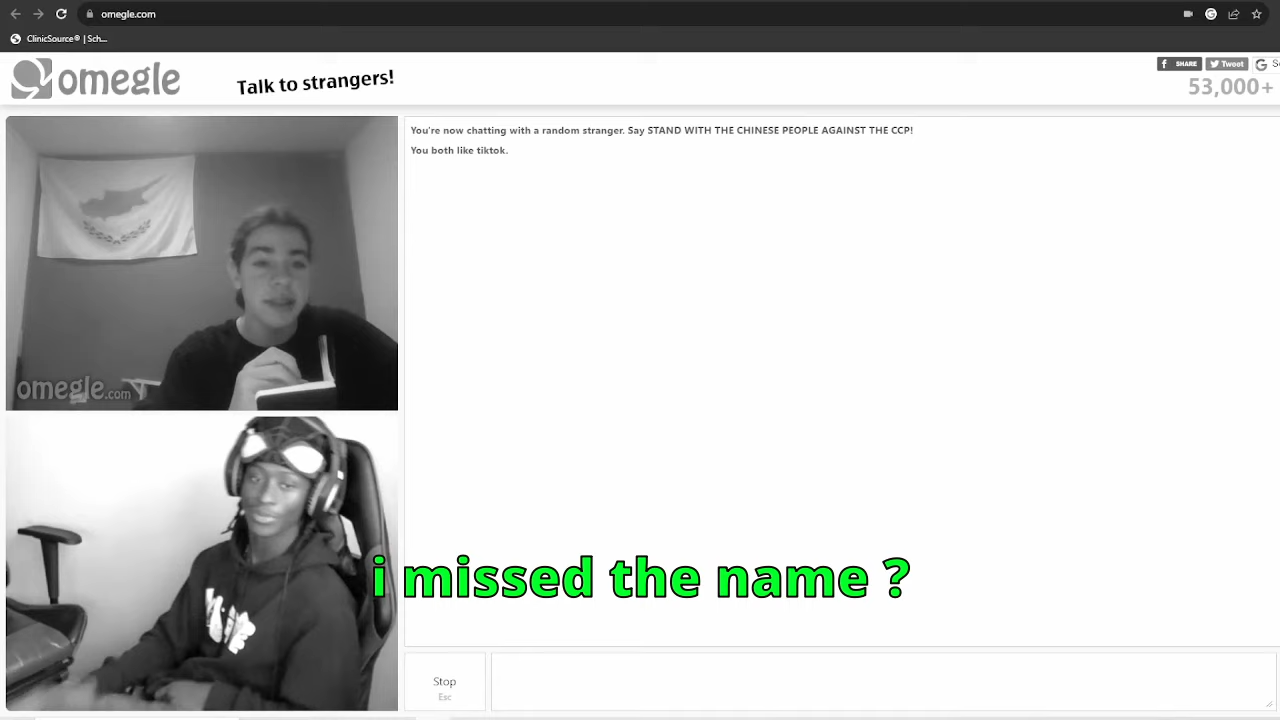 omegle.com
ClinicSource® | Sch...
omegle
Talk to strangers!
SHARE
Tweet
53,000+
You're now chatting with a random stranger. Say STAND WITH THE CHINESE PEOPLE AGAINST THE CCP!
You both like tiktok.
omegle.com
i missed the name ?
Stop
Esc